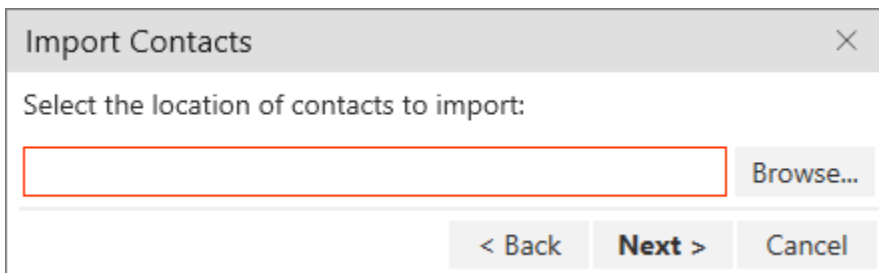 Import Contacts
Select the location of contacts to import:
Browse...
< Back Next > Cancel